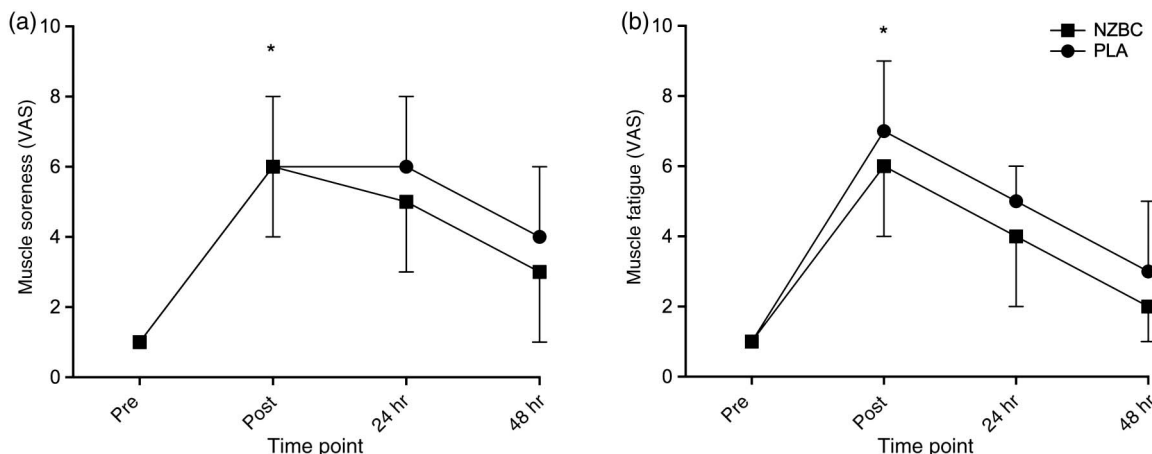 (a)
10
8
6
4
2
0
Muscle soreness (VAS)
*
Pre
Post
24 hr
48 hr
Time point
(b)
10
8
6
4
2
0
Muscle fatigue (VAS)
*
NZBC
PLA
Pre
Post
24 hr
48 hr
Time point